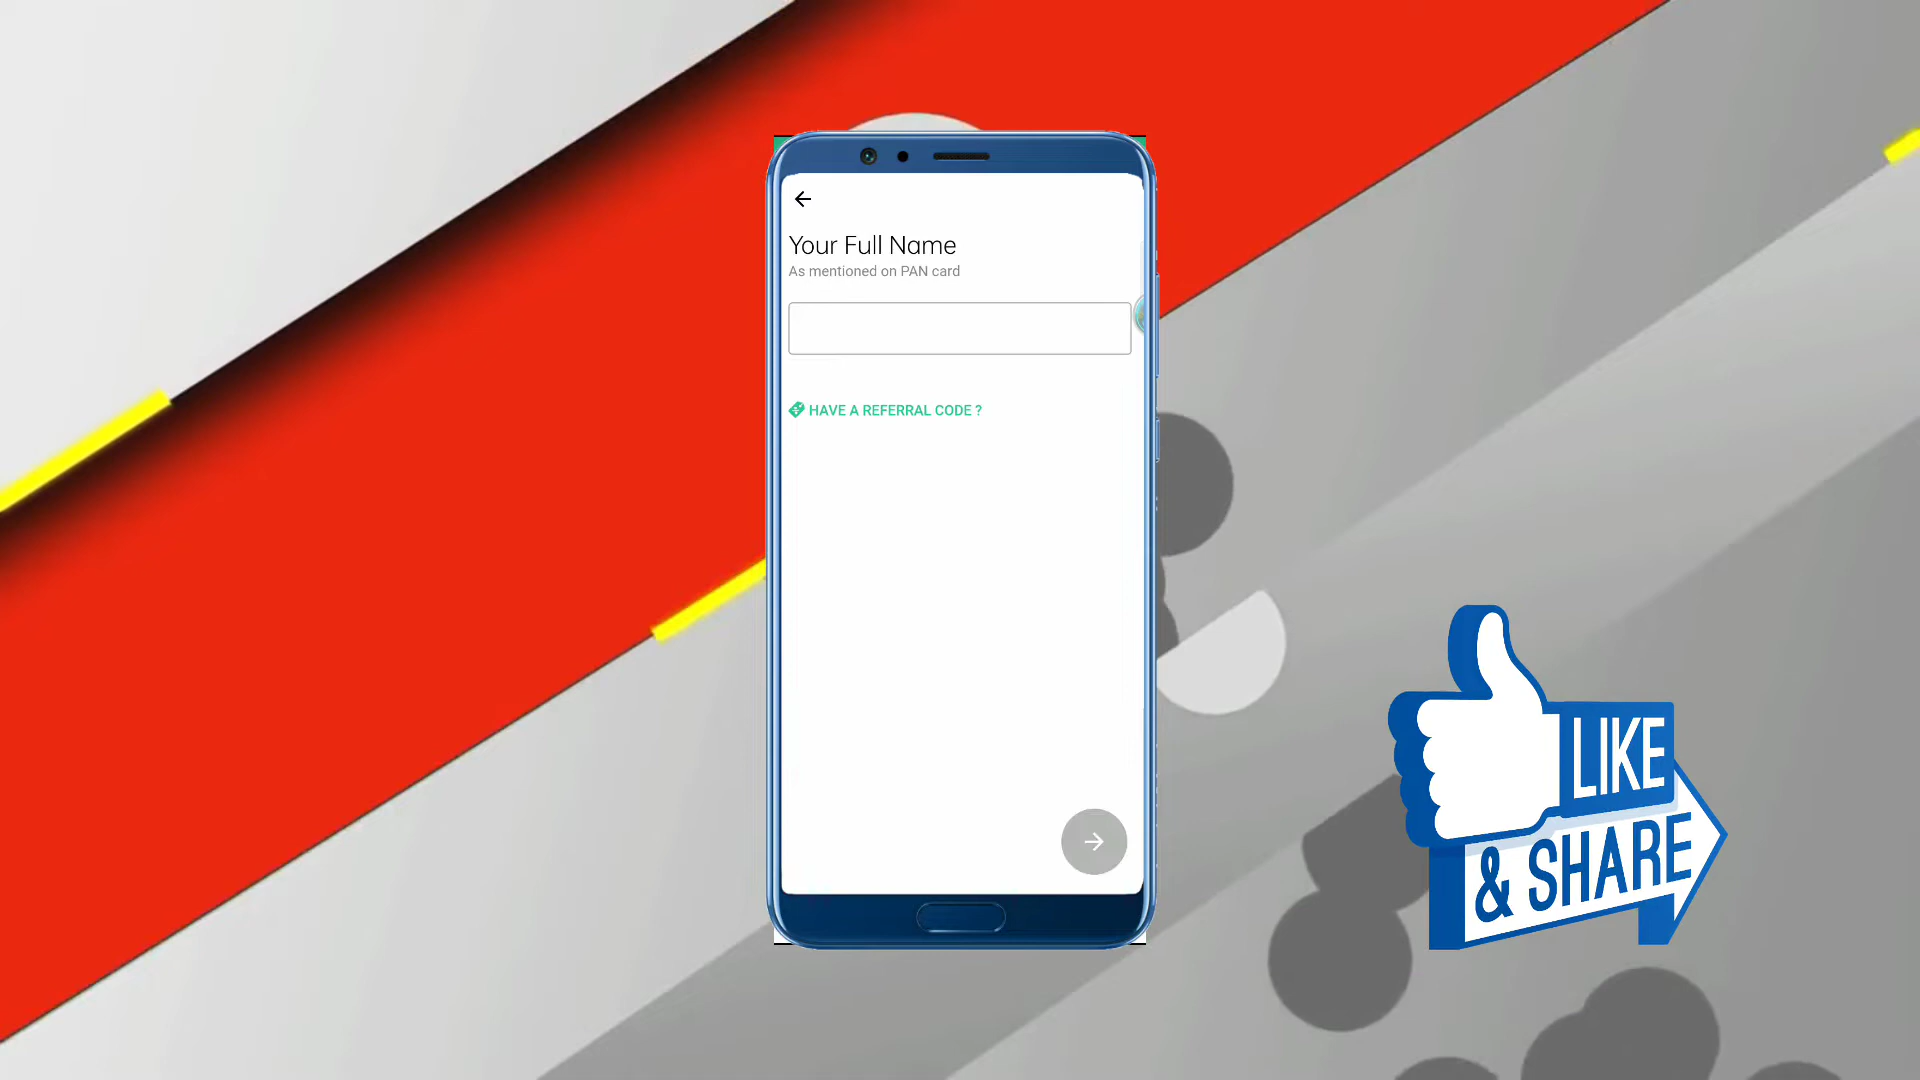 Your Full Name
As mentioned on PAN card
HAVE A REFERRAL CODE ?
LIKE
& SHARE